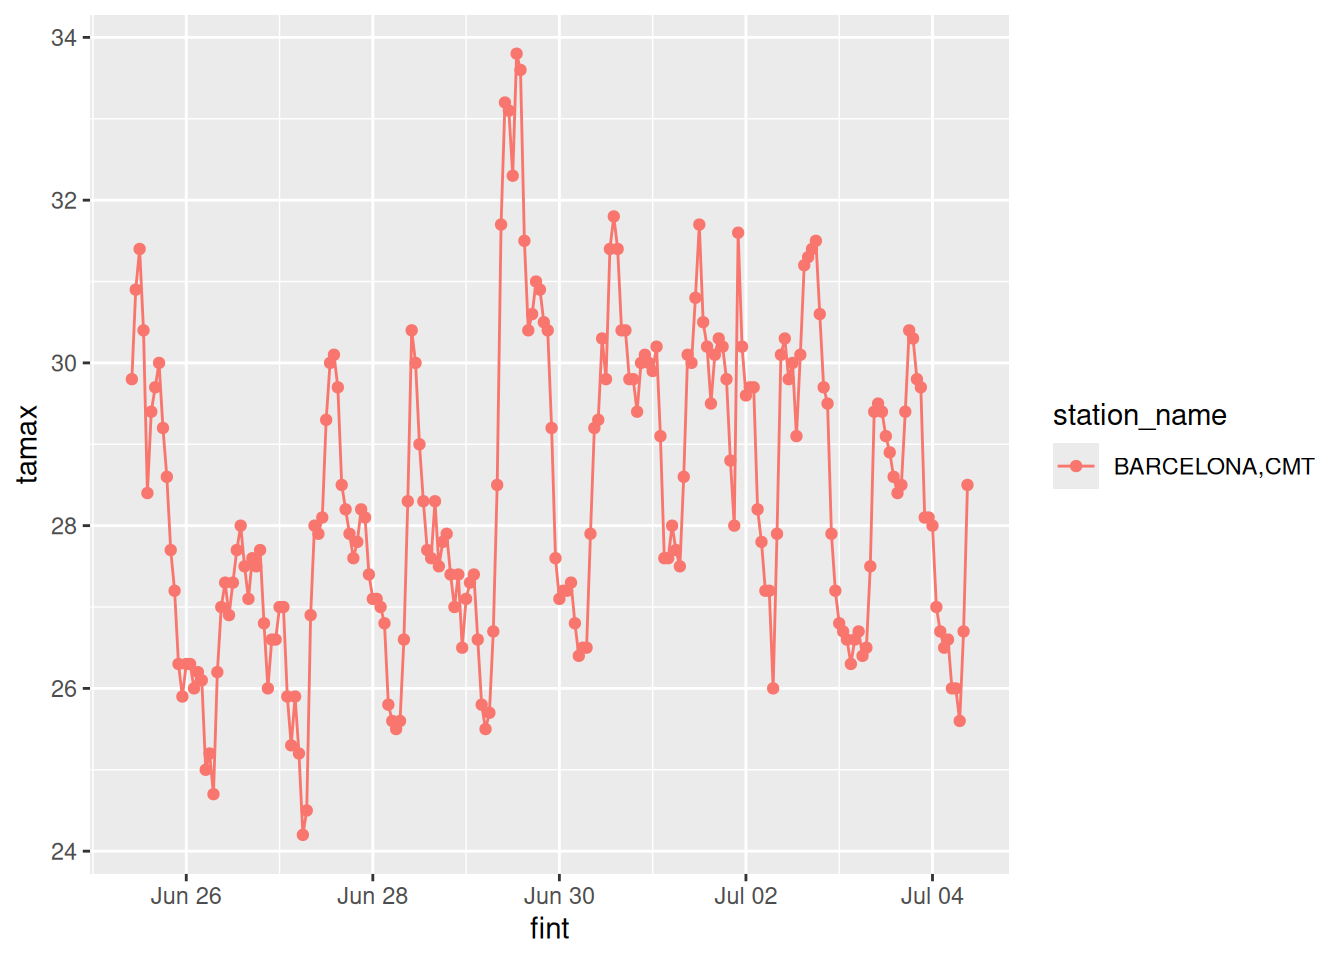 34
32
30
28
26
24
tamax
Jun 26
Jun 28
Jun 30
Jul 02
Jul 04
fint
station_name
BARCELONA,CMT